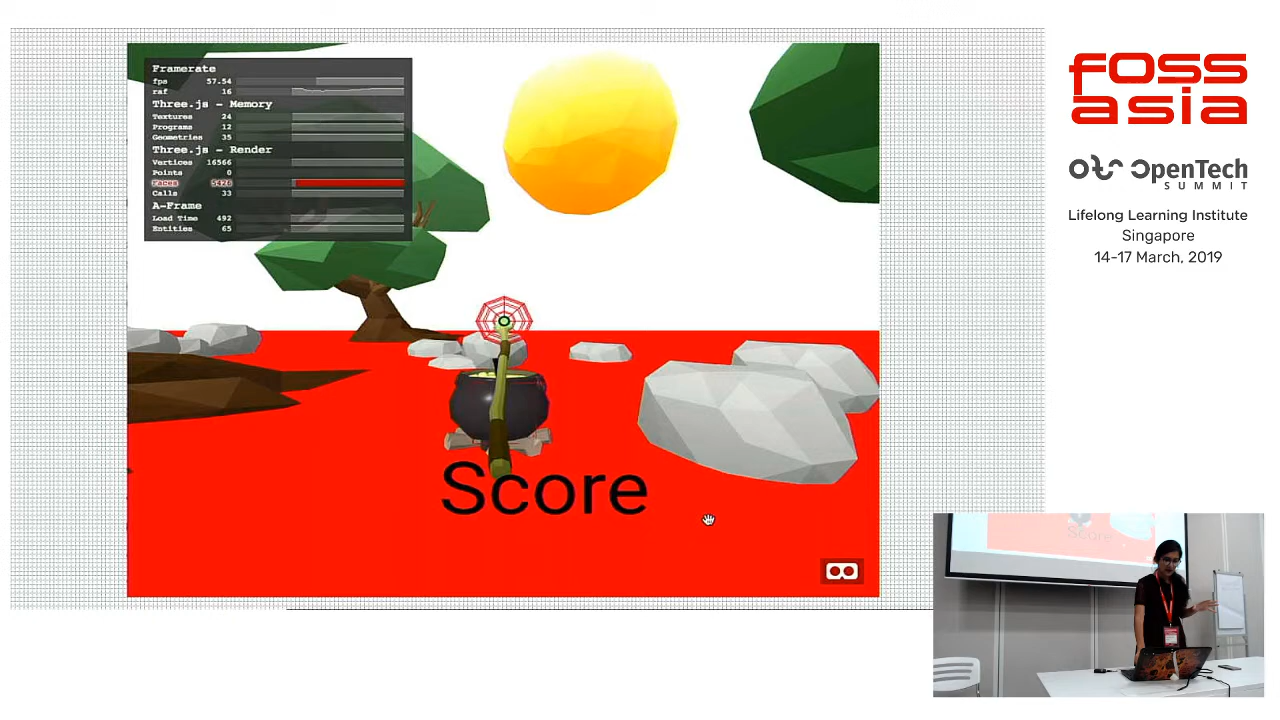 Framerate
fps 57.54
raf 16
Three.js - Memory
Textures 24
Programs 12
Geometries 35
Three.js - Render
Vertices 16566
Points 0
Faces 5426
Calls 33
A-Frame
Load Time 492
Entities 65
Score
foss
asia
OpenTech
SUMMIT
Lifelong Learning Institute
Singapore
14-17 March, 2019
Score